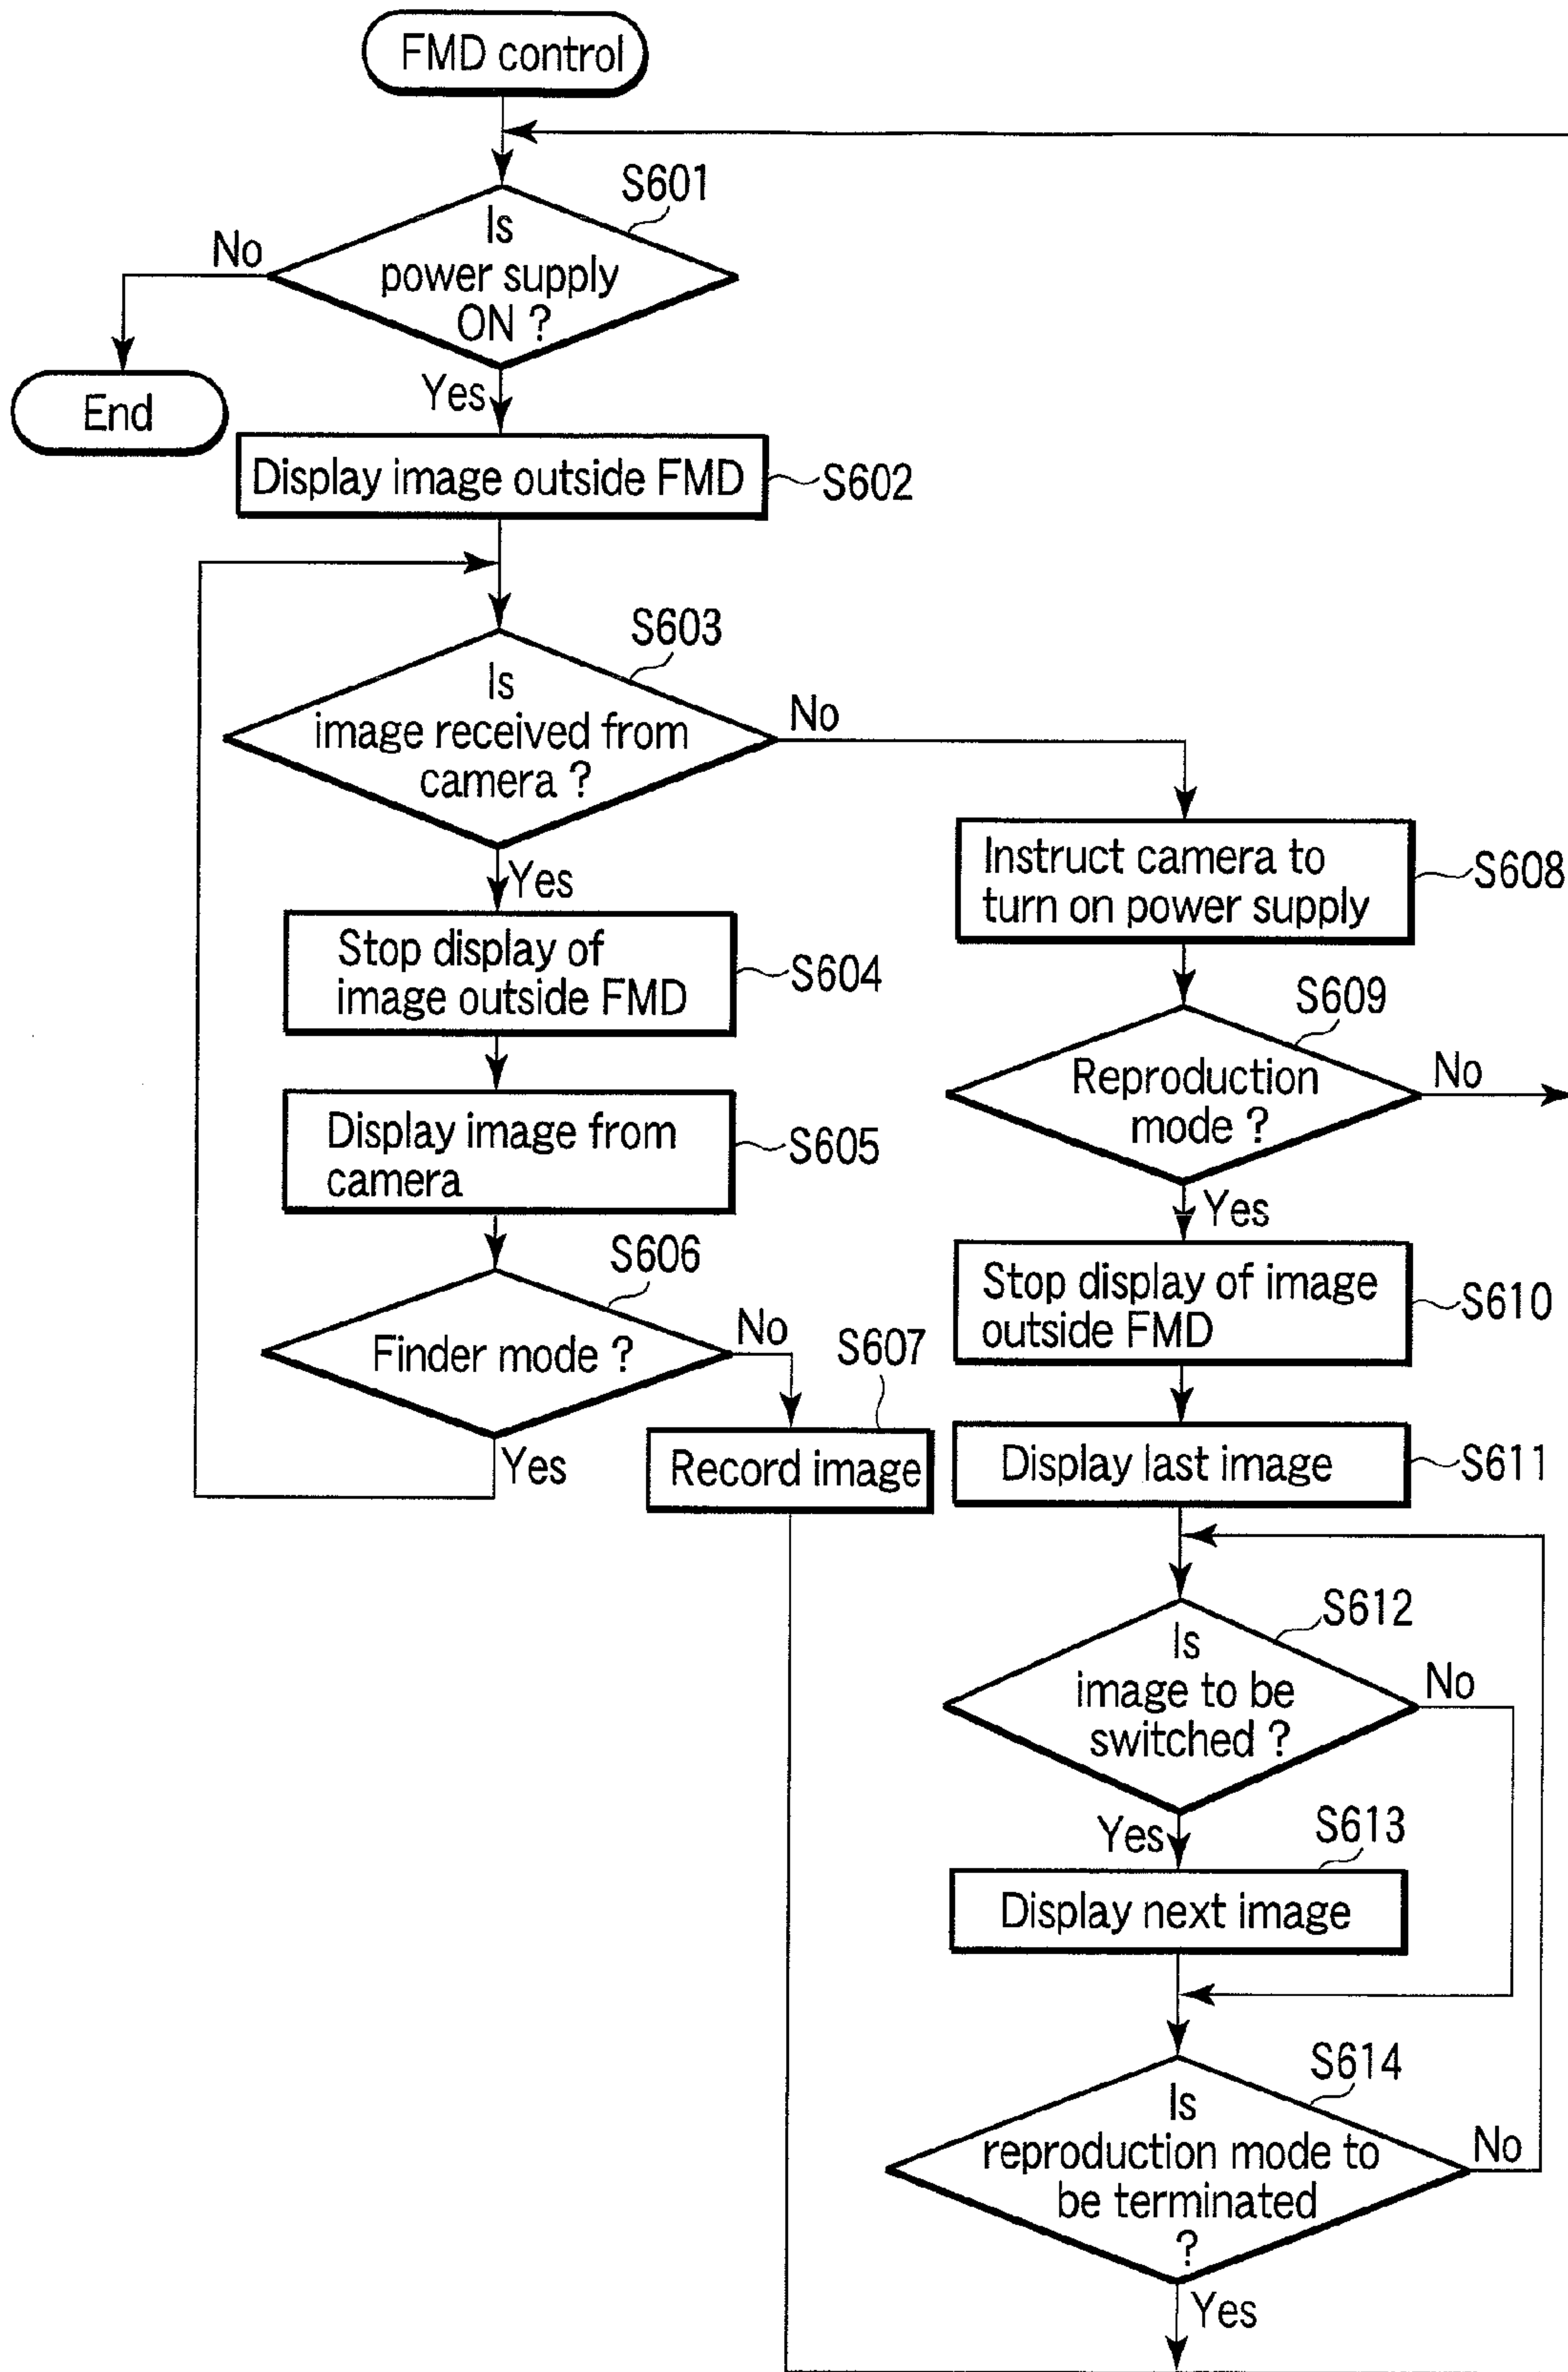 FMD control
S601
Is
power supply
ON ?
No
End
Yes
Display image outside FMD
S602
S603
Is
image received from
camera ?
No
Yes
Stop display of
image outside FMD
S604
Display image from
camera
S605
S606
Finder mode ?
No
Yes
S607
Record image
Instruct camera to
turn on power supply
S608
S609
Reproduction
mode ?
No
Yes
Stop display of image
outside FMD
S610
Display last image
S611
S612
Is
image to be
switched ?
No
Yes
S613
Display next image
S614
Is
reproduction mode to
be terminated
?
No
Yes